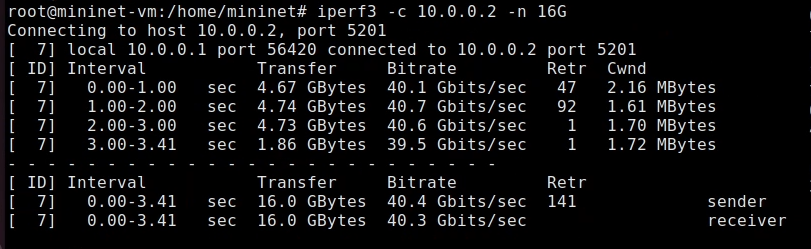 root@mininet-vm:/home/mininet# iperf3 -c 10.0.0.2 -n 16G
Connecting to host 10.0.0.2, port 5201
[  7] local 10.0.0.1 port 56420 connected to 10.0.0.2 port 5201
[ ID] Interval           Transfer     Bitrate         Retr  Cwnd
[  7]   0.00-1.00   sec  4.67 GBytes  40.1 Gbits/sec   47   2.16 MBytes
[  7]   1.00-2.00   sec  4.74 GBytes  40.7 Gbits/sec   92   1.61 MBytes
[  7]   2.00-3.00   sec  4.73 GBytes  40.6 Gbits/sec    1   1.70 MBytes
[  7]   3.00-3.41   sec  1.86 GBytes  39.5 Gbits/sec    1   1.72 MBytes
- - - - - - - - - - - - - - - - - - - - - - - - -
[ ID] Interval           Transfer     Bitrate         Retr
[  7]   0.00-3.41   sec  16.0 GBytes  40.4 Gbits/sec  141             sender
[  7]   0.00-3.41   sec  16.0 GBytes  40.3 Gbits/sec                  receiver